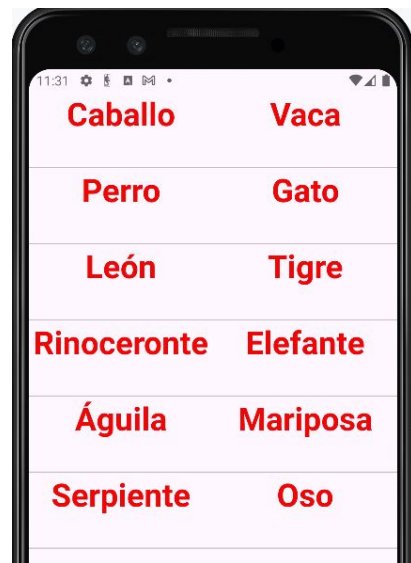 11:31
Caballo Vaca
Perro Gato
León Tigre
Rinoceronte Elefante
Águila Mariposa
Serpiente Oso